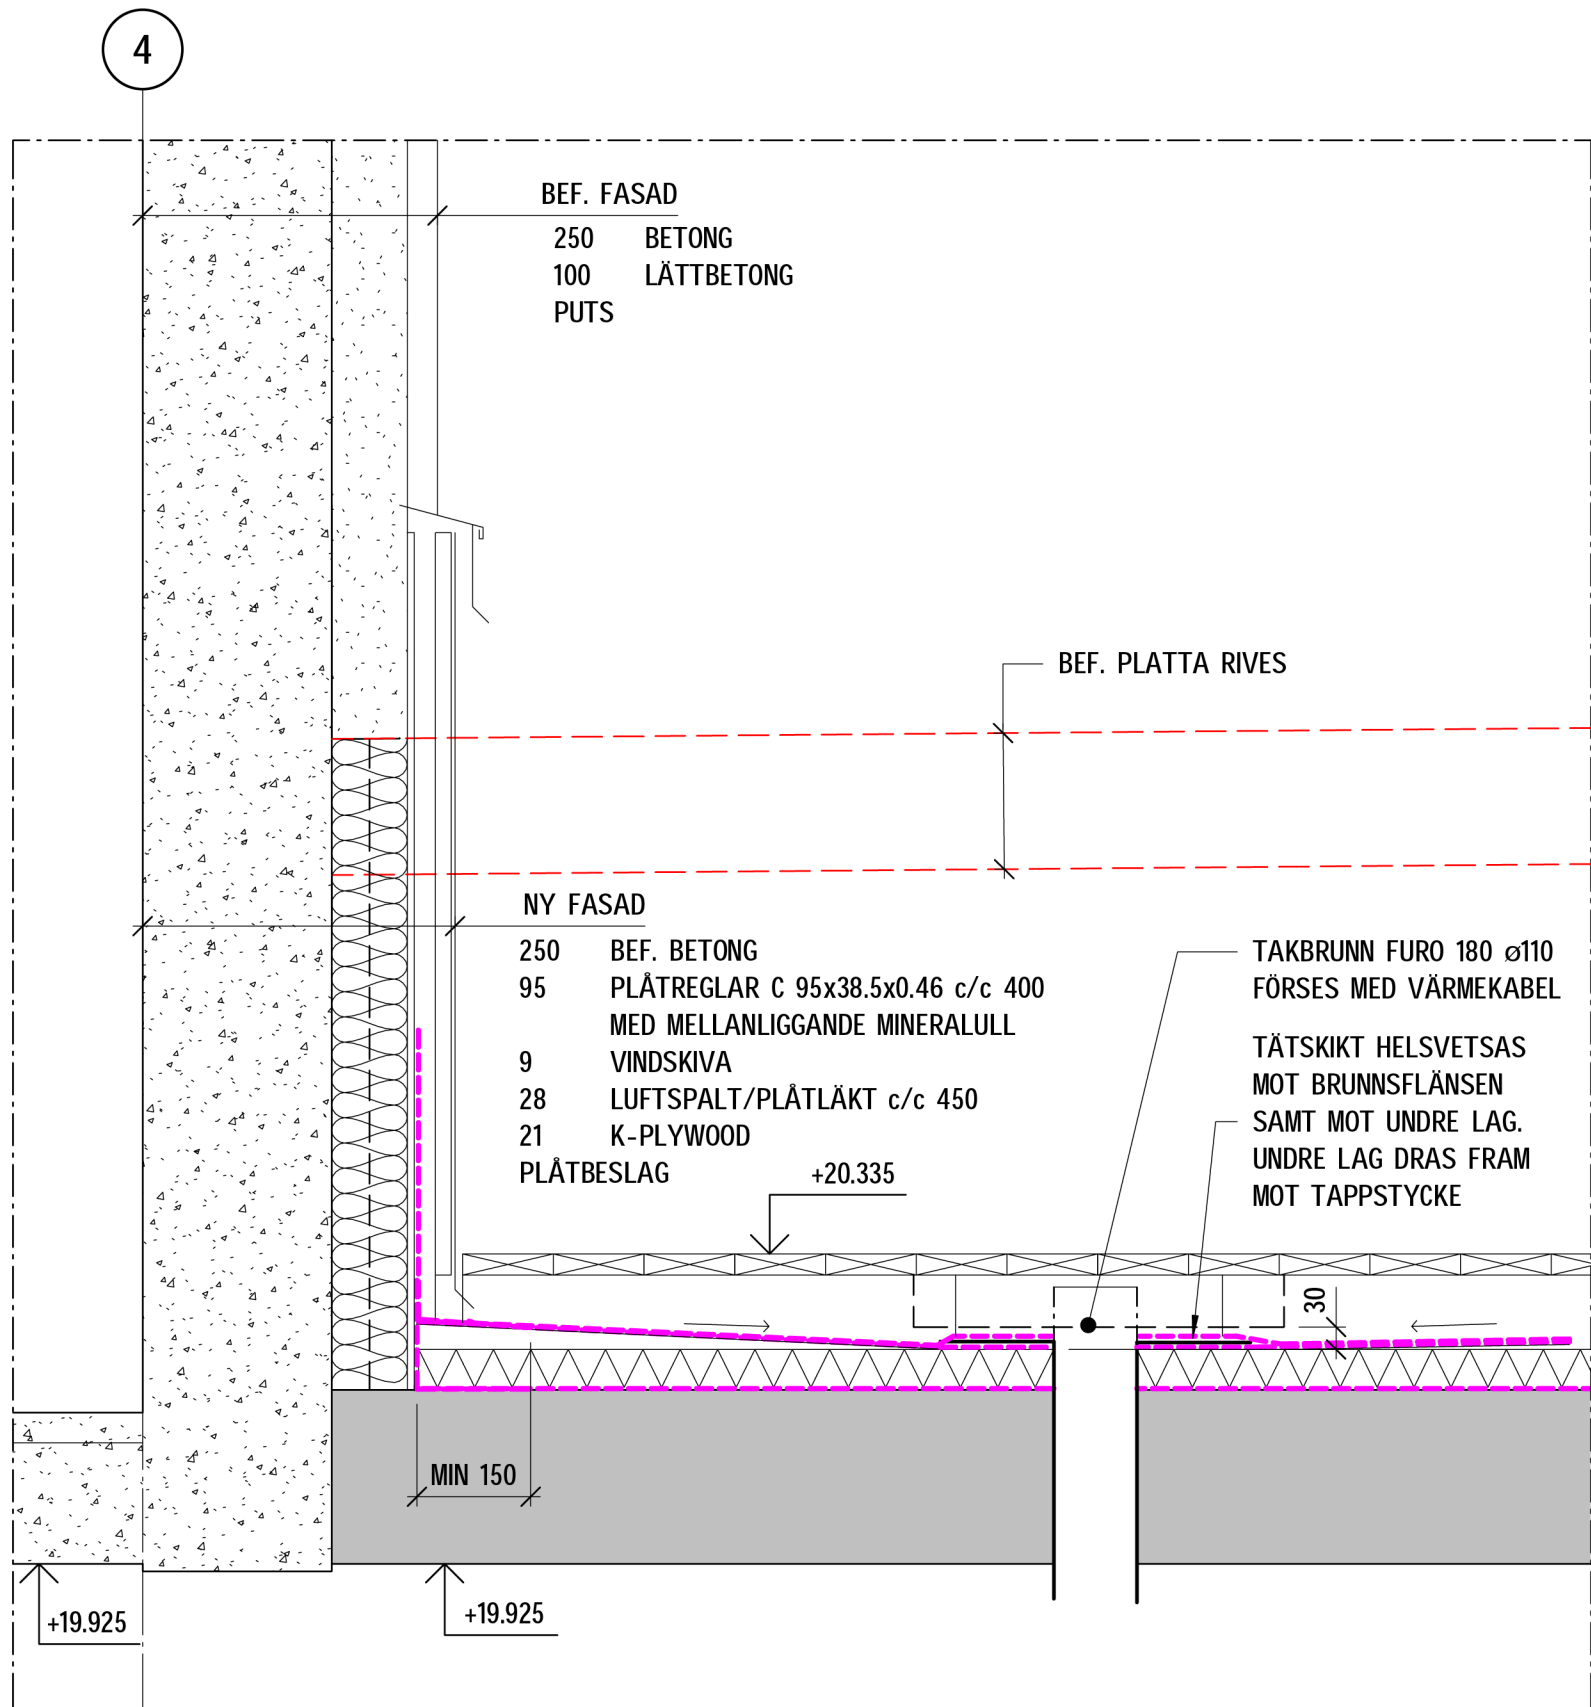 4
BEF. FASAD
250 BETONG
100 LÄTTBETONG
PUTS
BEF. PLATTA RIVES
NY FASAD
250 BEF. BETONG
95 PLÅTREGLAR C 95x38.5x0.46 c/c 400
MED MELLANLIGGANDE MINERALULL
9 VINDSKIVA
28 LUFTSPALT/PLÅTLÄKT c/c 450
21 K-PLYWOOD
PLÅTBESLAG
+20.335
TAKBRUNN FURO 180 ø110
FÖRSES MED VÄRMEKABEL
TÄTSKIKT HELSVETSAS
MOT BRUNNSFLÄNSEN
SAMT MOT UNDRE LAG.
UNDRE LAG DRAS FRAM
MOT TAPPSTYCKE
30
MIN 150
+19.925
+19.925